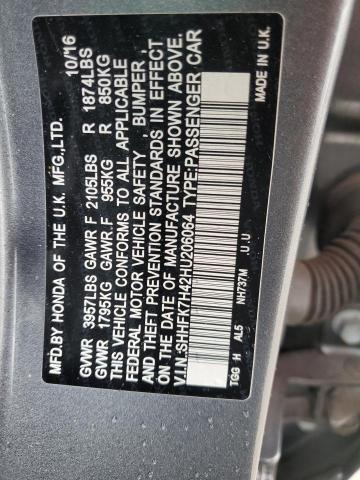 MFD.BY HONDA OF THE U.K. MFG.,LTD. 10/16
GVWR 3957LBS GAWR F 2105LBS R 1874LBS
GVWR 1795KG GAWR.F 955KG R 850KG
THIS VEHICLE CONFORMS TO ALL APPLICABLE
FEDERAL MOTOR VEHICLE SAFETY , BUMPER,
AND THEFT PREVENTION STANDARDS IN EFFECT
ON THE DATE OF MANUFACTURE SHOWN ABOVE.
V.I.N.:SHHFK7H42HU206064 TYPE:PASSENGER CAR
NH737M . U . U MADE IN U.K.
TGG H AL5